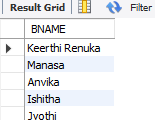 Result Grid Filter
BNAME
Keerthi Renuka
Manasa
Anvika
Ishitha
Jyothi